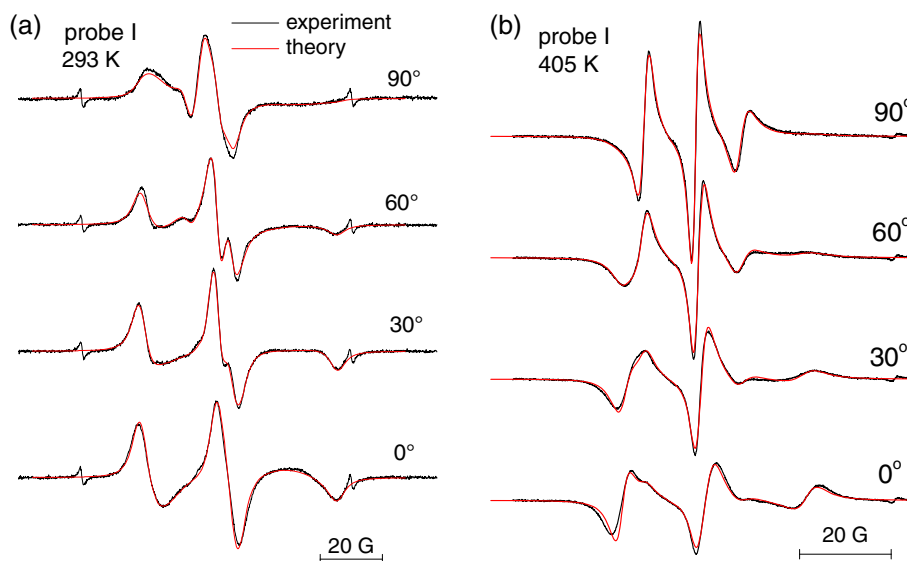 (a)
probe I
293 K
experiment
theory
90°
60°
30°
0°
20 G
(b)
probe I
405 K
90°
60°
30°
0°
20 G